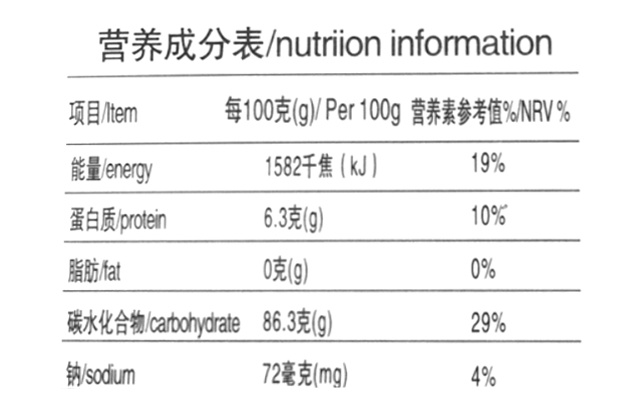 营养成分表/nutriion information
项目/Item 每100克(g)/ Per 100g 营养素参考值%/NRV %
能量/energy 1582千焦 ( kJ ) 19%
蛋白质/protein 6.3克(g) 10%
脂肪/fat 0克(g) 0%
碳水化合物/carbohydrate 86.3克(g) 29%
钠/sodium 72毫克(mg) 4%